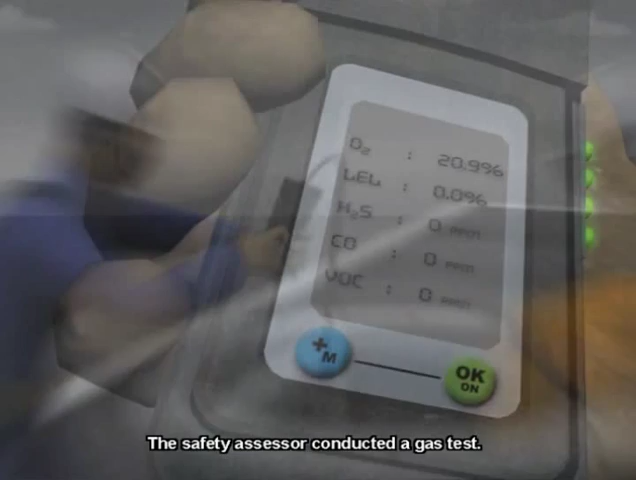 O₂ : 20.9%
LEL : 0.0%
H₂S : 0 ppm
CO : 0 ppm
VOC : 0 ppm
+M
OK
ON
The safety assessor conducted a gas test.